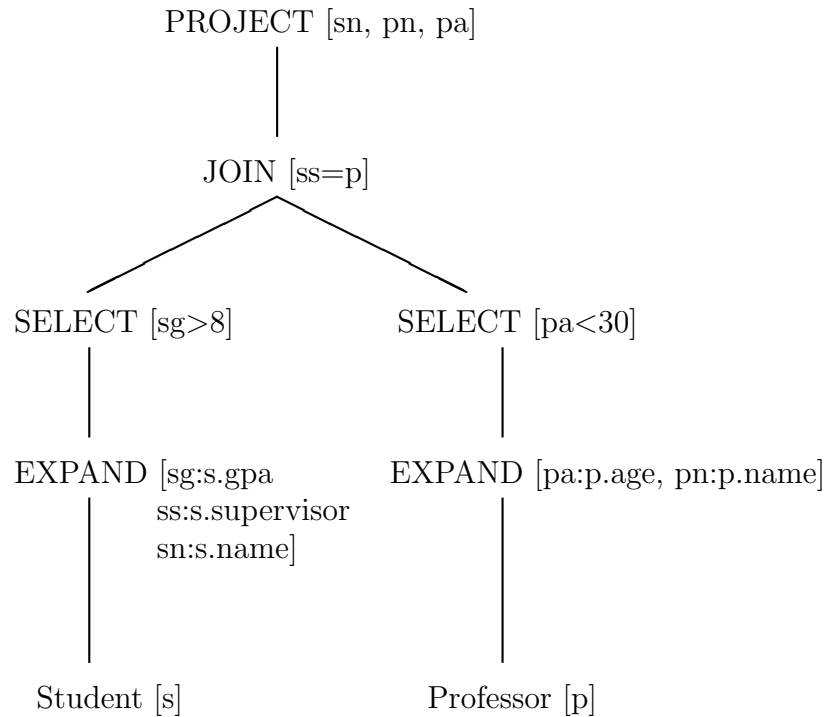 PROJECT [sn, pn, pa]
JOIN [ss=p]
SELECT [sg>8]
SELECT [pa<30]
EXPAND [sg:s.gpa
ss:s.supervisor
sn:s.name]
EXPAND [pa:p.age, pn:p.name]
Student [s]
Professor [p]